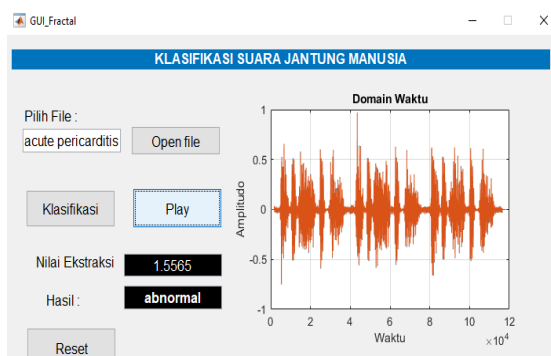 GUI_Fractal
KLASIFIKASI SUARA JANTUNG MANUSIA
Pilih File :
acute pericarditis
Open file
Klasifikasi
Play
Nilai Ekstraksi
1.5565
Hasil :
abnormal
Reset
Domain Waktu
Amplitudo
1
0.5
0
-0.5
-1
0 2 4 6 8 10 12
Waktu
×10⁴